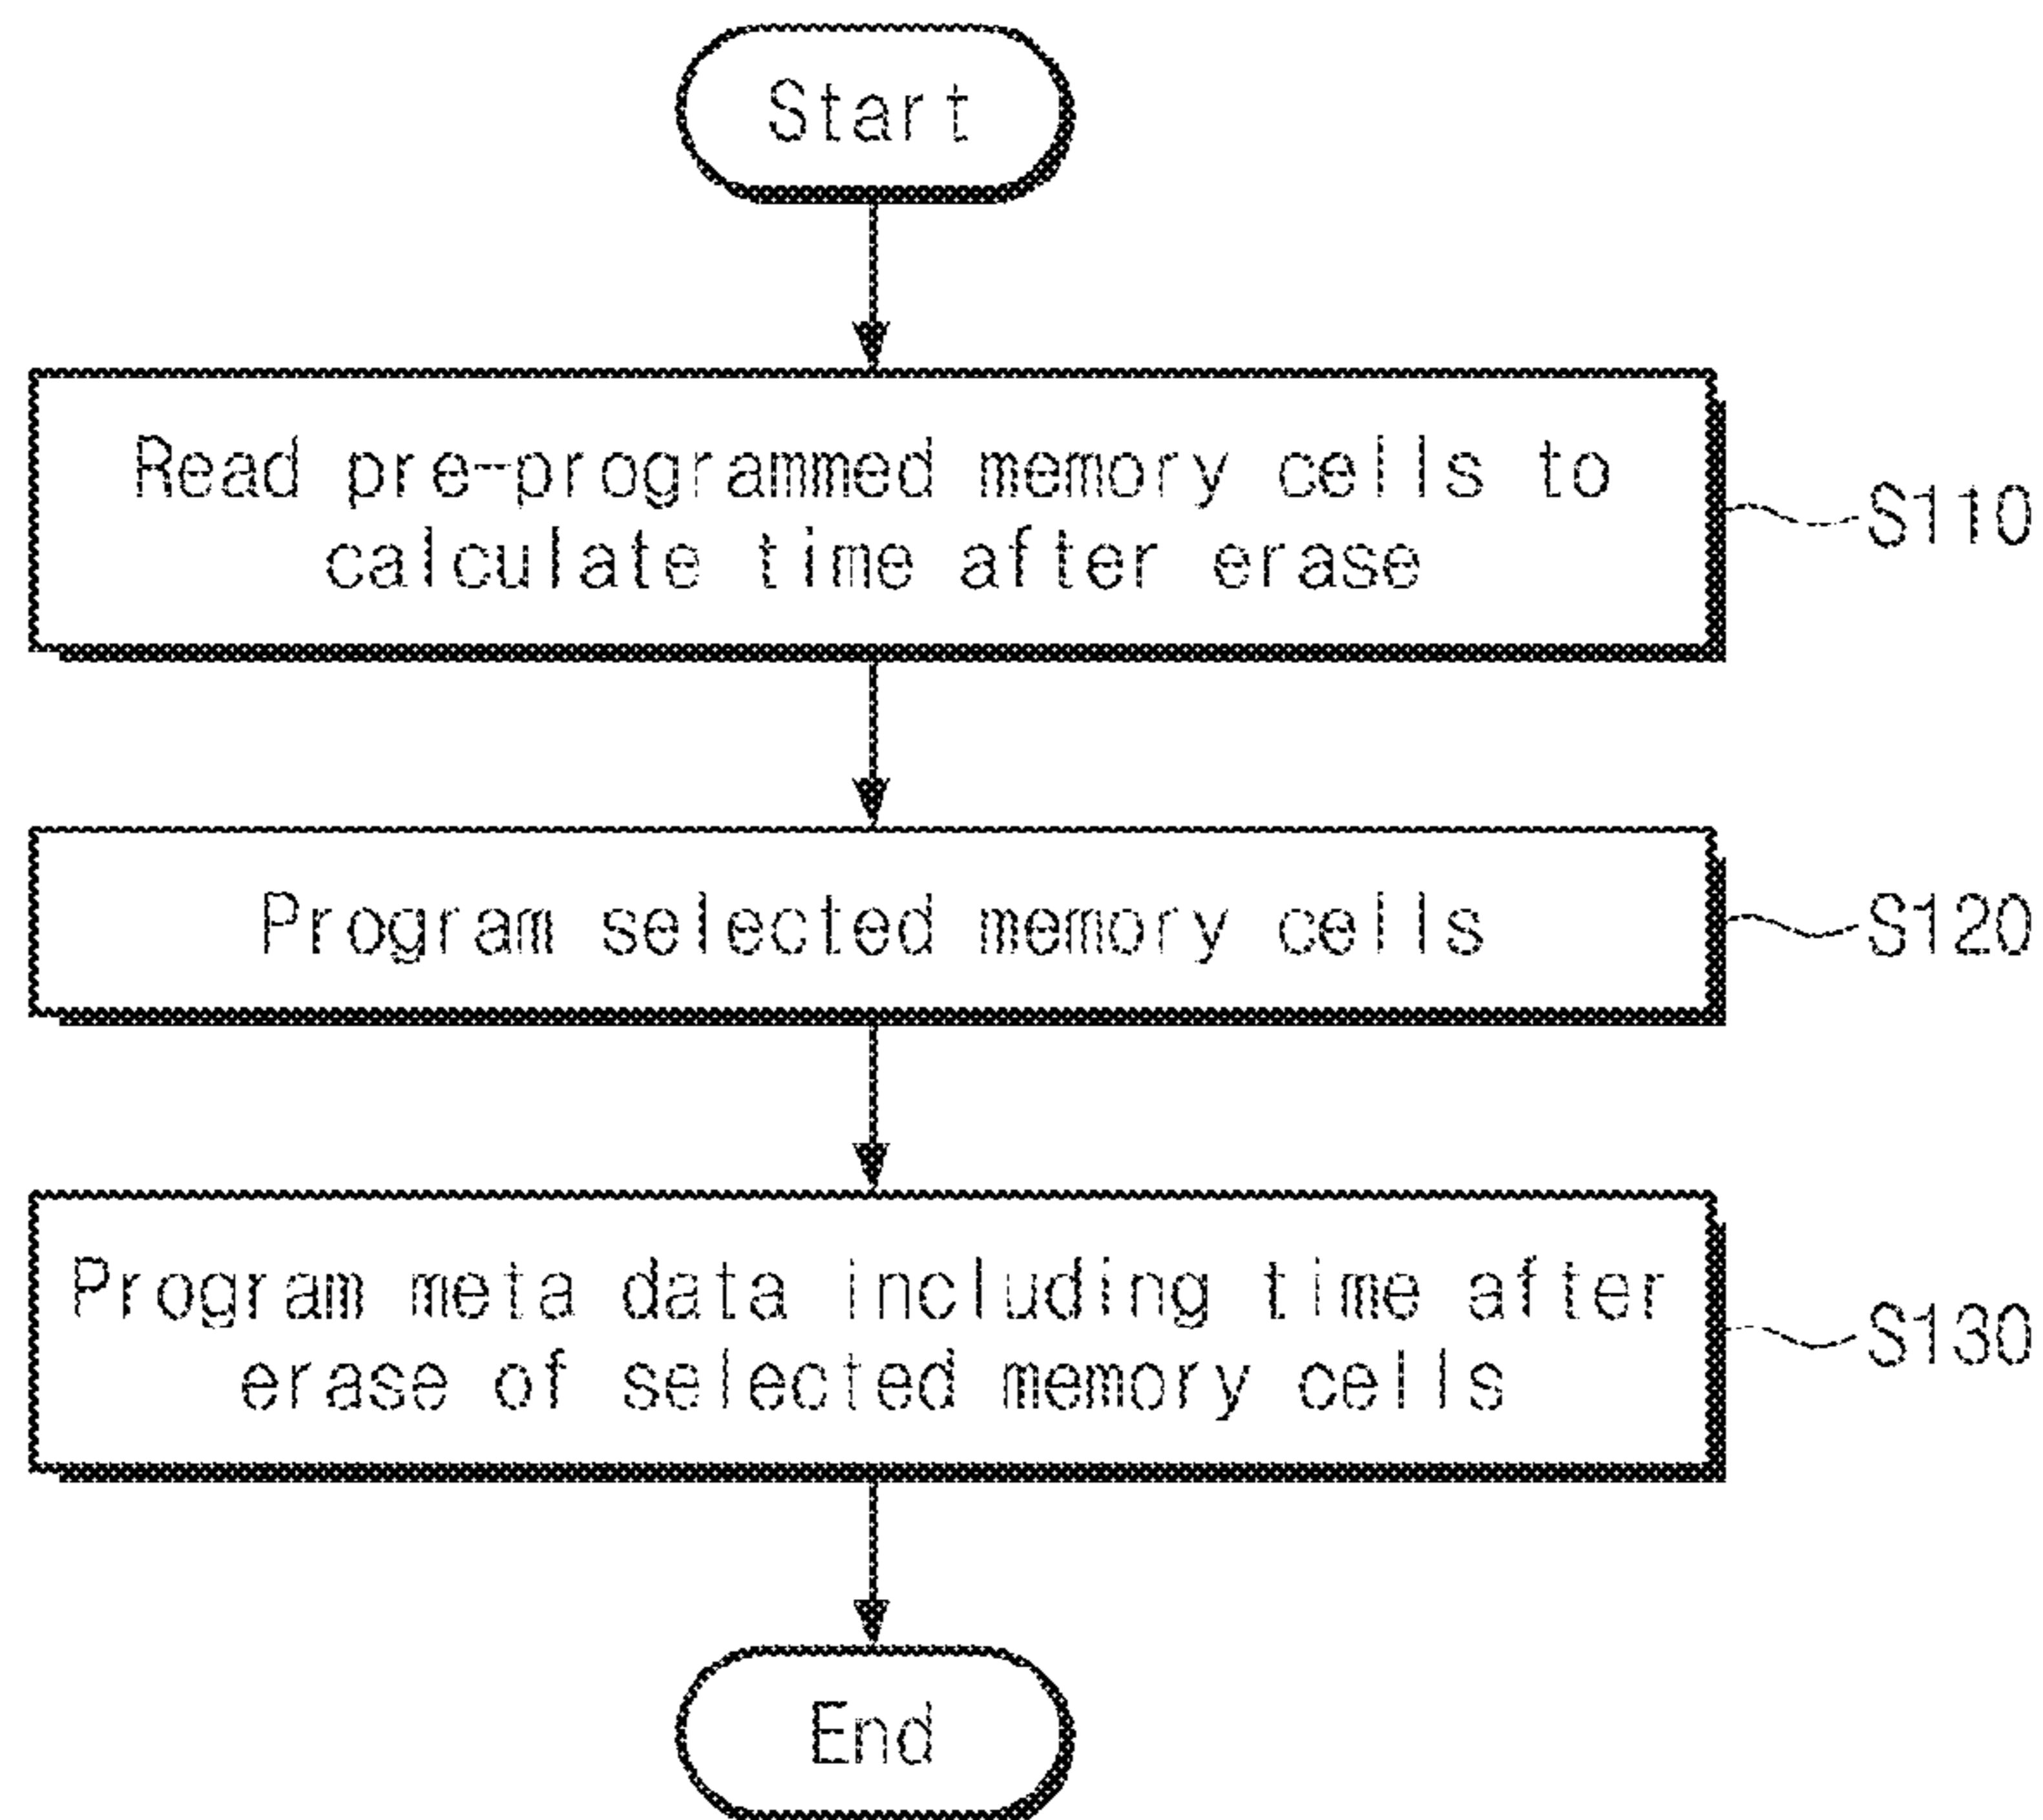 Start
Read pre-programmed memory cells to
calculate time after erase
S110
Program selected memory cells
S120
Program meta data including time after
erase of selected memory cells
S130
End